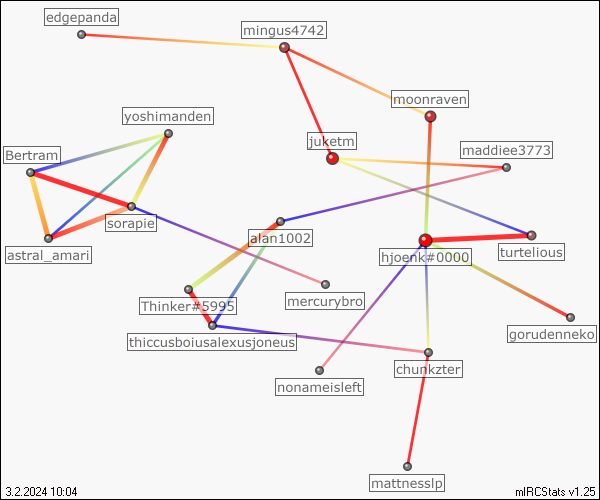 edgepanda
mingus4742
moonraven
yoshimanden
juketm
maddiee3773
Bertram
sorapie
alan1002
astral_amari
hjoenk#0000
turtelious
Thinker#5995
mercurybro
gorudenneko
thiccusboiusalexusjoneus
chunkzter
nonameisleft
mattnesslp
3.2.2024 10:04
mIRCStats v1.25